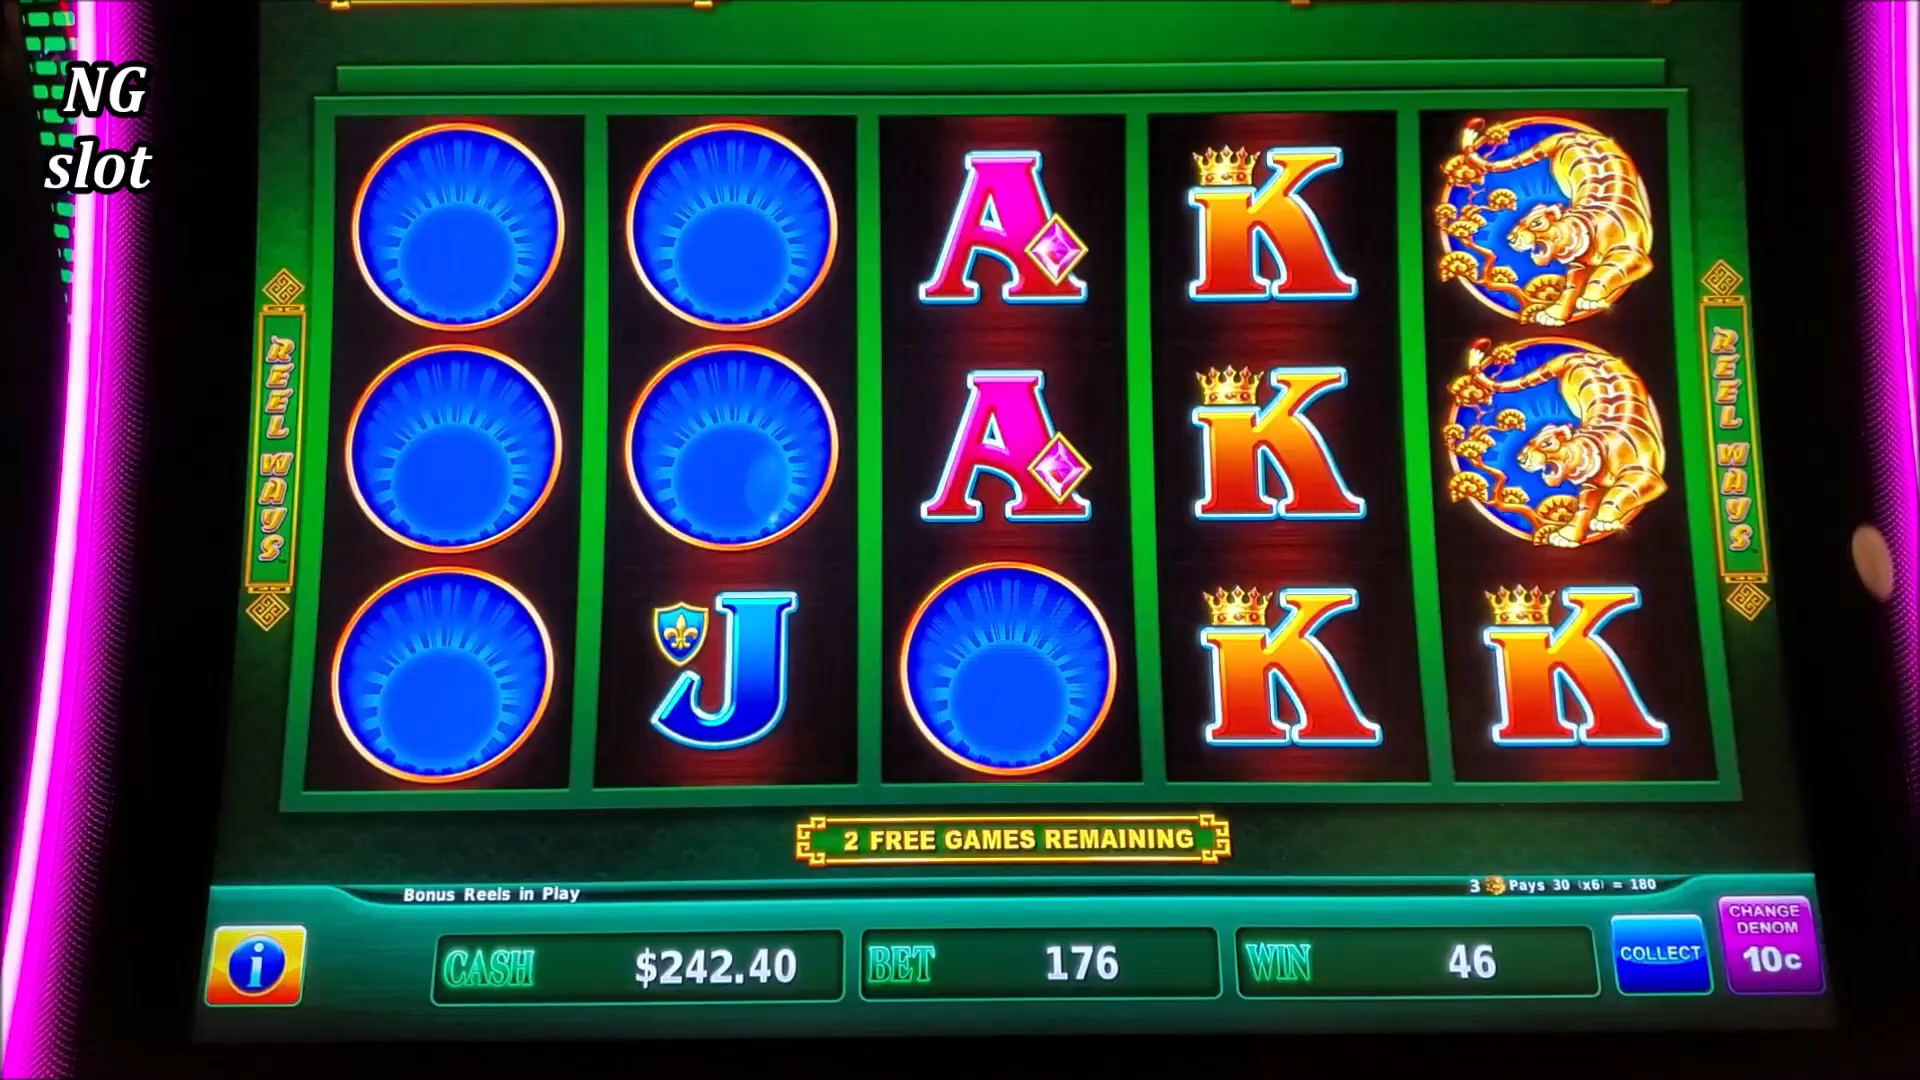 NG
slot
A
K
A
K
REEL WAYS
REEL WAYS
J
K
K
2 FREE GAMES REMAINING
Bonus Reels in Play
3 Pays 30 (x6) = 180
CHANGE
DENOM
10¢
i
CASH $242.40
BET 176
WIN 46
COLLECT